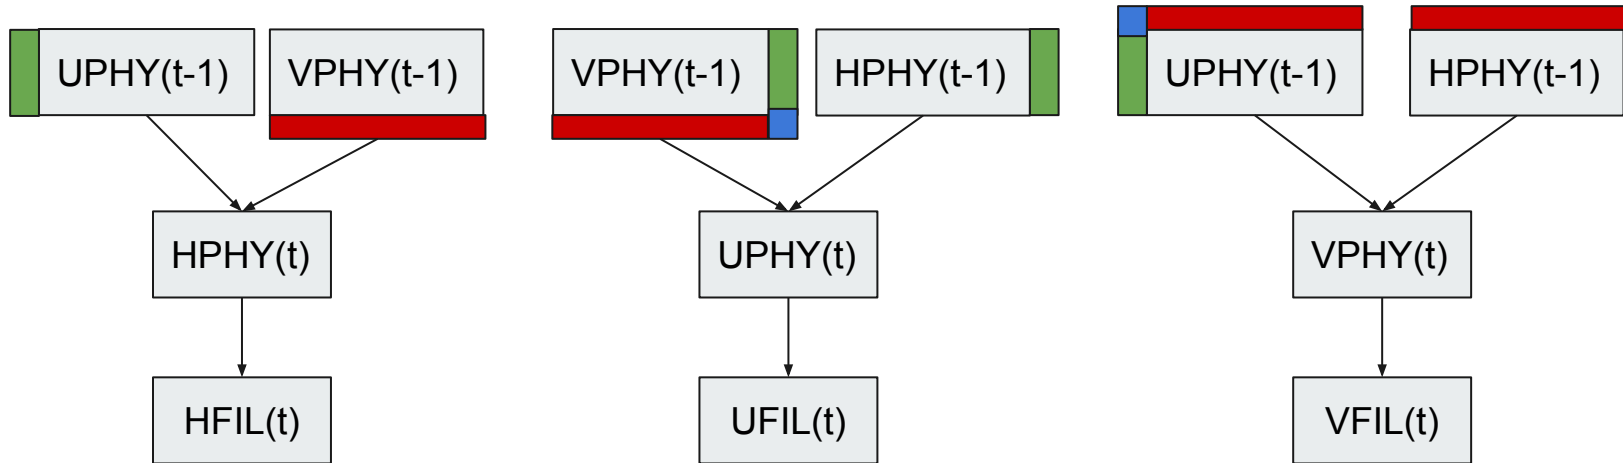 UPHY(t-1)
VPHY(t-1)
VPHY(t-1)
HPHY(t-1)
UPHY(t-1)
HPHY(t-1)
HPHY(t)
UPHY(t)
VPHY(t)
HFIL(t)
UFIL(t)
VFIL(t)